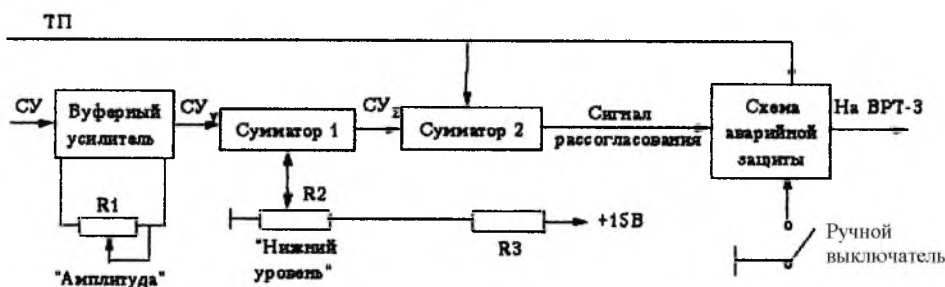 ТП
СУ
Вуферный
усилитель
СУ
у
Сумматор 1
СУ
Σ
Сумматор 2
Сигнал
рассогласования
Схема
аварийной
защиты
На ВРТ-3
R1
"Амплитуда"
R2
"Нижний
уровень"
R3
+15В
Ручной
выключатель